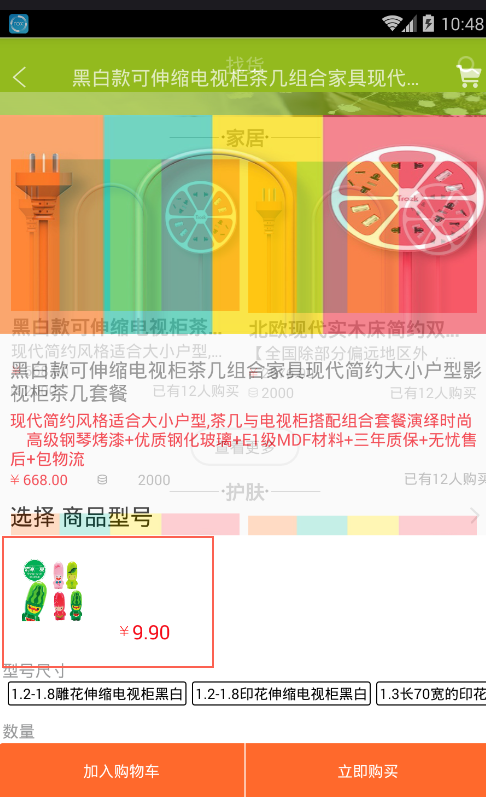 10:48
找货
黑白款可伸缩电视柜茶几组合家具现代...
·家居·
Track
黑白款可伸缩电视柜茶...
北欧现代实木床简约双...
现代简约风格适合大小户型,...
【全国除部分偏远地区外，...
黑白款可伸缩电视柜茶几组合家具现代简约大小户型影
视柜茶几套餐
已有12人购买
2000
已有12人购买
现代简约风格适合大小户型,茶几与电视柜搭配组合套餐演绎时尚
高级钢琴烤漆+优质钢化玻璃+E1级MDF材料+三年质保+无忧售
后+包物流
查看更多
¥668.00
2000
已有12人购买
·护肤·
选择 商品型号
¥9.90
型号尺寸
1.2-1.8雕花伸缩电视柜黑白
1.2-1.8印花伸缩电视柜黑白
1.3长70宽的印花
数量
加入购物车
立即购买